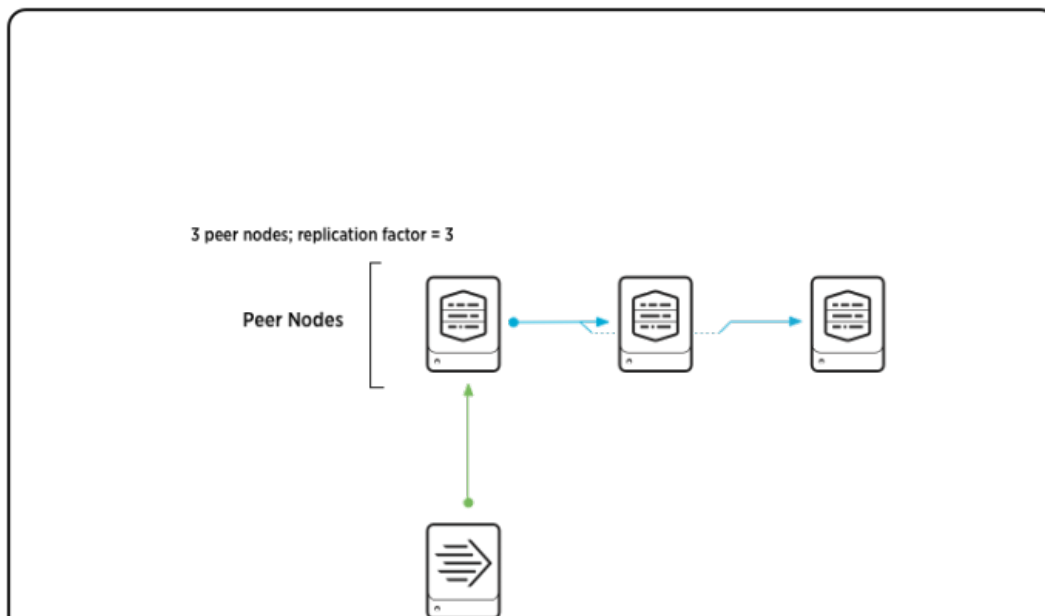 3 peer nodes; replication factor = 3
Peer Nodes